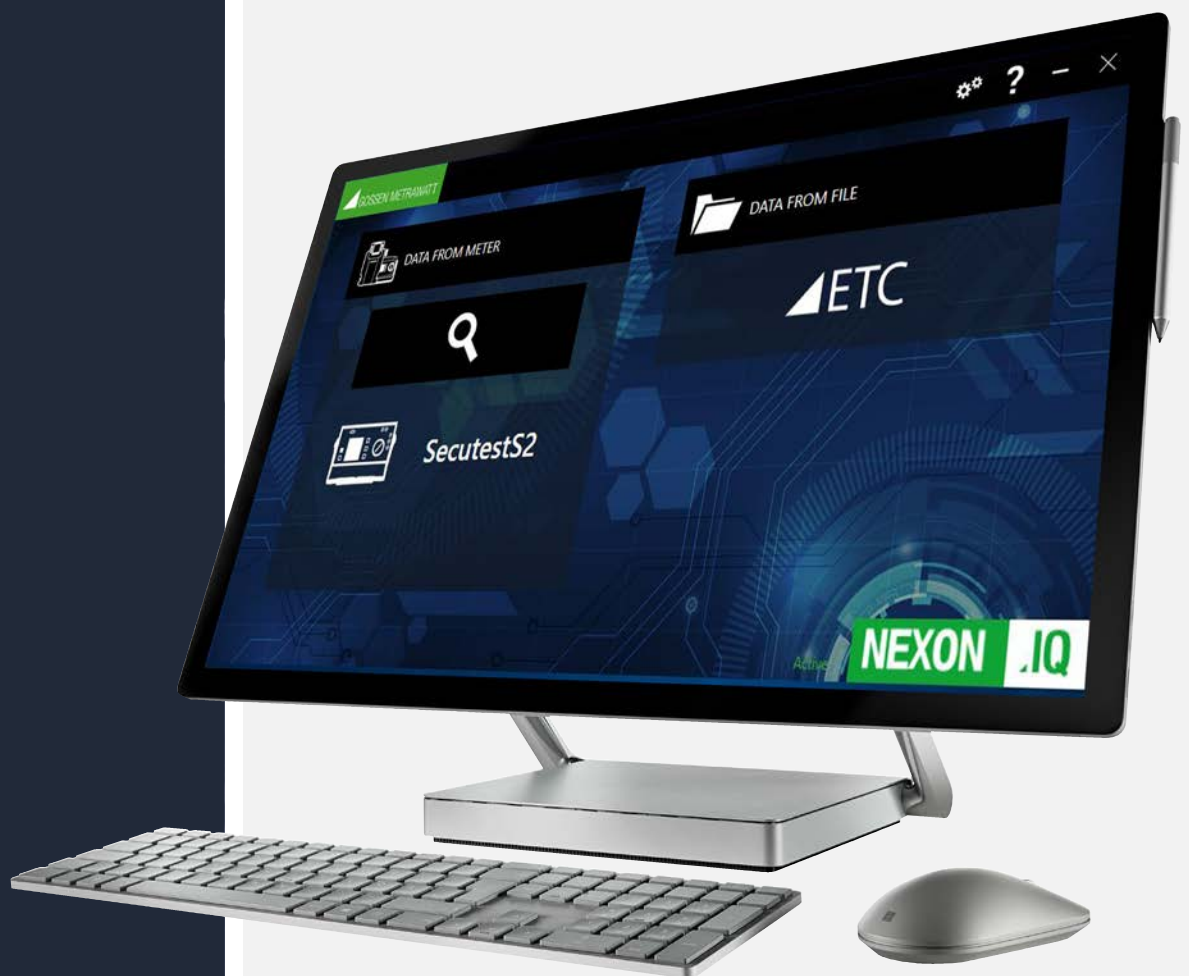 ?
GOSSEN METRAWATT
DATA FROM METER
DATA FROM FILE
ETC
SecutestS2
Active
NEXON .IQ